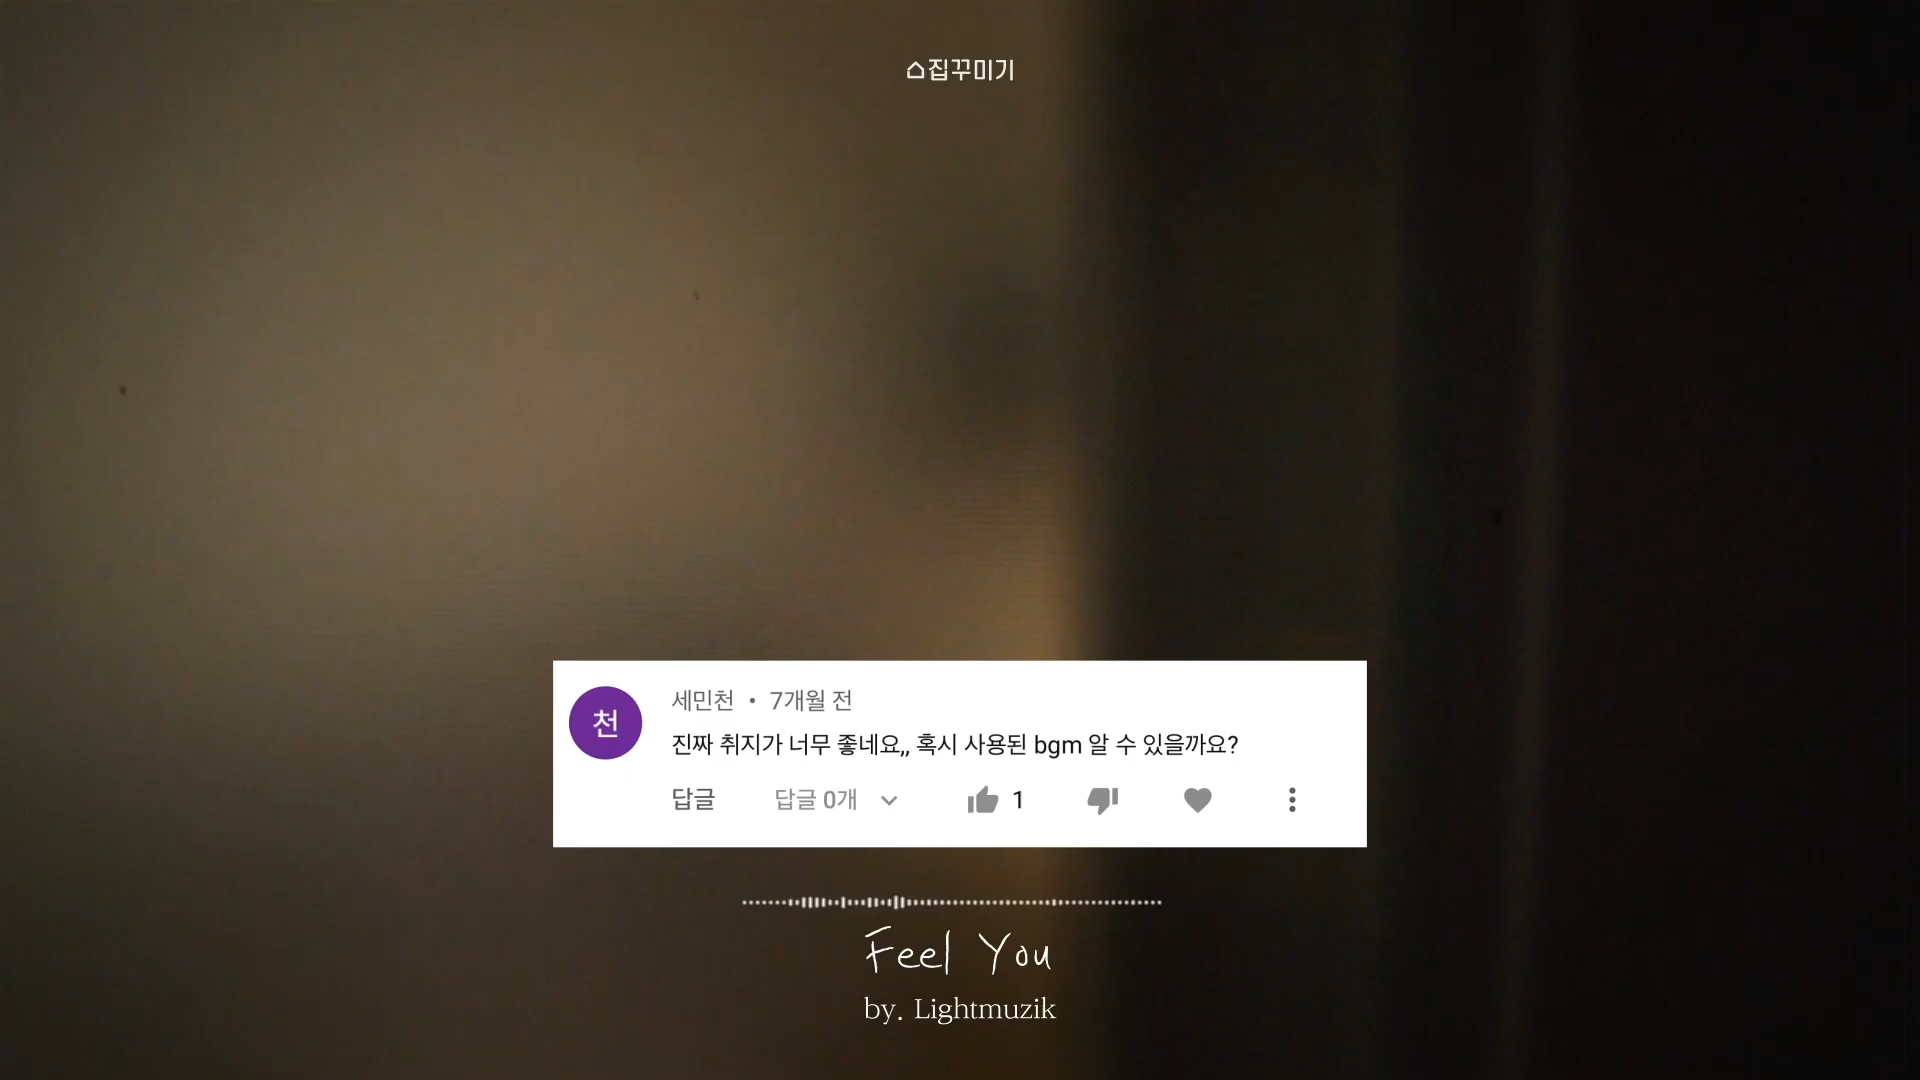 집꾸미기
세민천 • 7개월 전
천
진짜 취지가 너무 좋네요,, 혹시 사용된 bgm 알 수 있을까요?
답글 답글 0개 1
Feel You
by. Lightmuzik